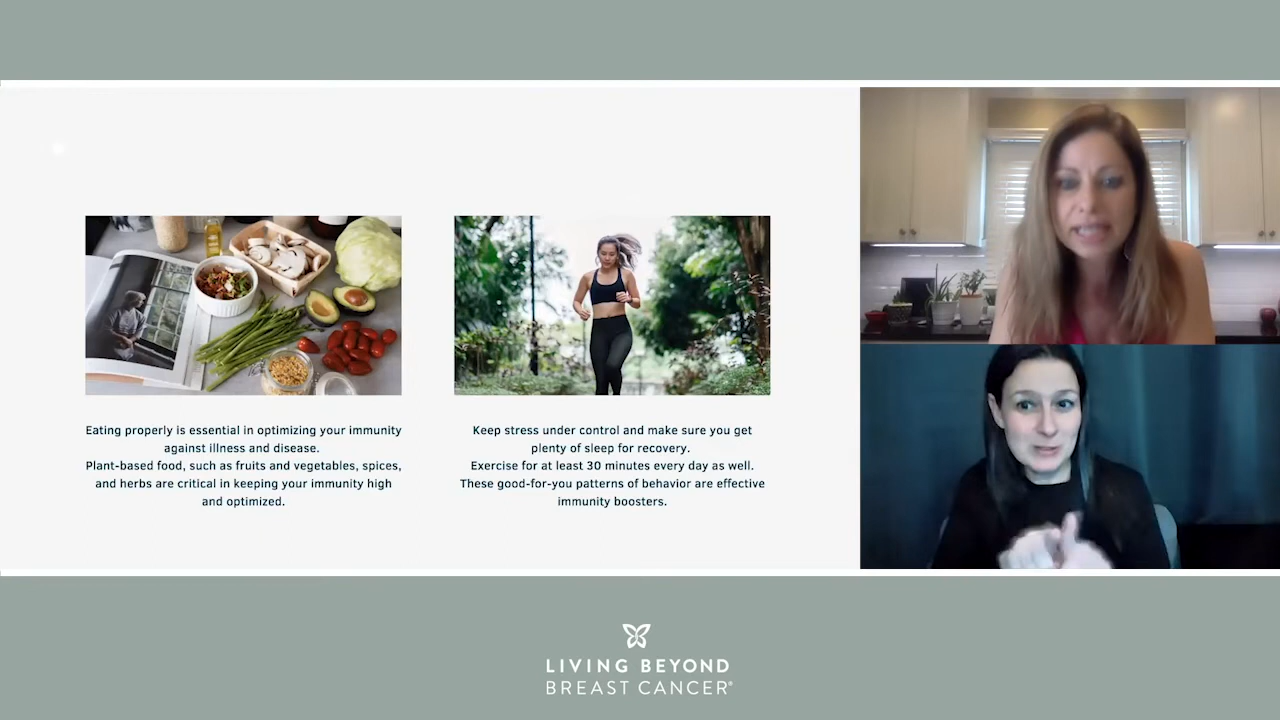 Eating properly is essential in optimizing your immunity
against illness and disease.
Plant-based food, such as fruits and vegetables, spices,
and herbs are critical in keeping your immunity high
and optimized.
Keep stress under control and make sure you get
plenty of sleep for recovery.
Exercise for at least 30 minutes every day as well.
These good-for-you patterns of behavior are effective
immunity boosters.
LIVING BEYOND
BREAST CANCER®